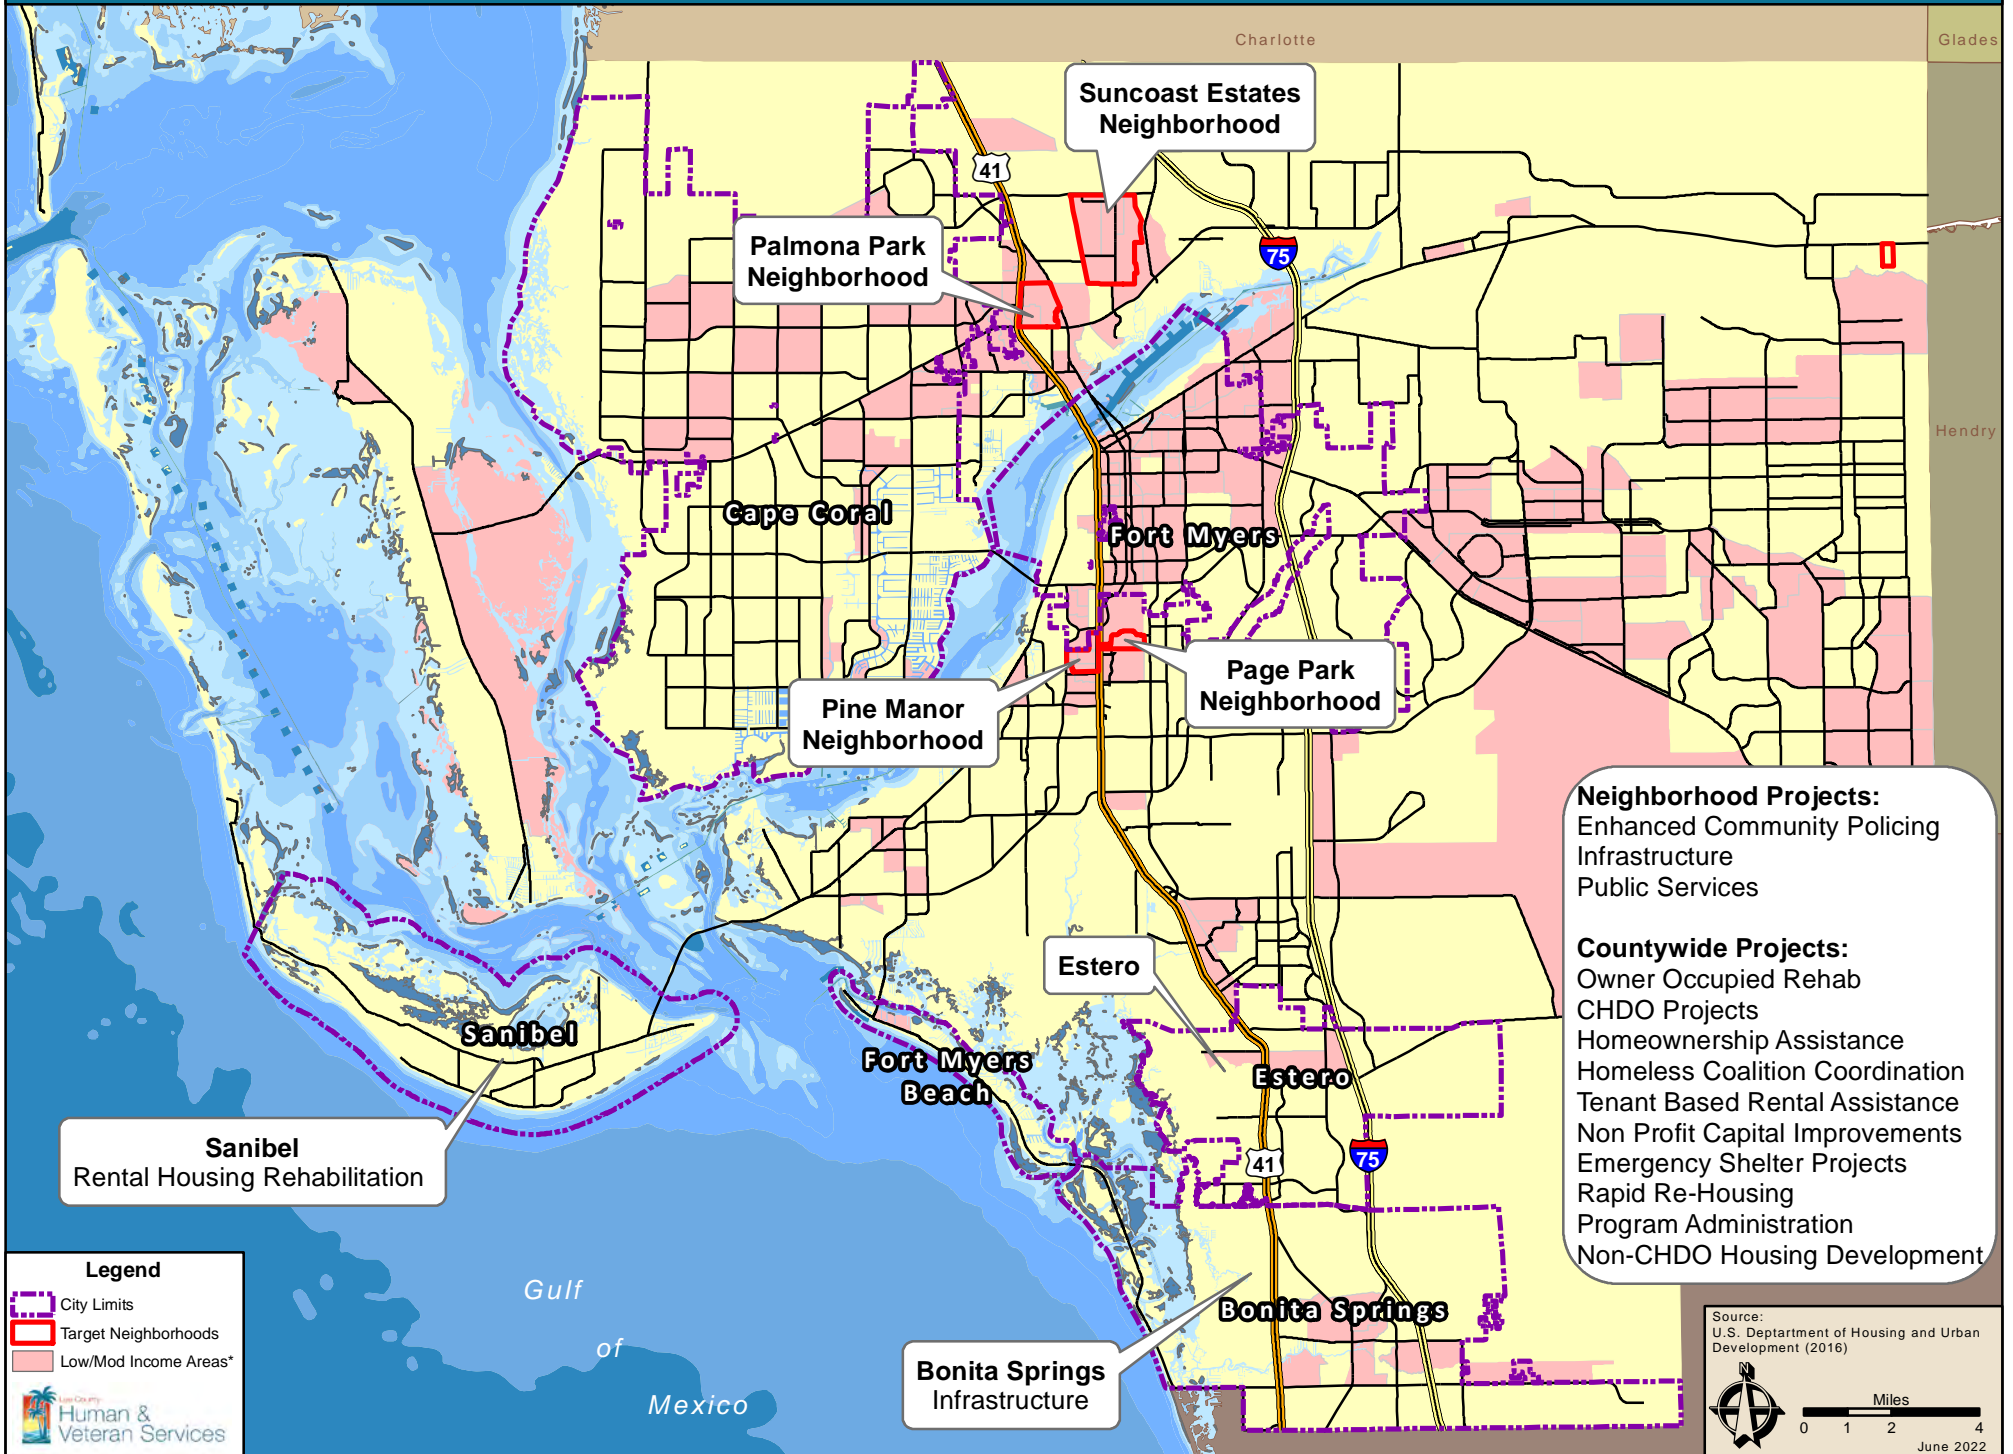 Charlotte
Glades
Suncoast Estates
Neighborhood
41
Palmona Park
Neighborhood
75
Hendry
Cape Coral
Fort Myers
Page Park
Neighborhood
Pine Manor
Neighborhood
Neighborhood Projects:
Enhanced Community Policing
Infrastructure
Public Services
Countywide Projects:
Owner Occupied Rehab
CHDO Projects
Homeownership Assistance
Homeless Coalition Coordination
Tenant Based Rental Assistance
Non Profit Capital Improvements
Emergency Shelter Projects
Rapid Re-Housing
Program Administration
Non-CHDO Housing Development
Estero
Sanibel
Fort Myers
Beach
Estero
Sanibel
Rental Housing Rehabilitation
41
75
Legend
City Limits
Target Neighborhoods
Low/Mod Income Areas*
Lee County
Human &
Veteran Services
Gulf
of
Mexico
Bonita Springs
Bonita Springs
Infrastructure
Source:
U.S. Deptartment of Housing and Urban
Development (2016)
N
Miles
0 1 2 4
June 2022